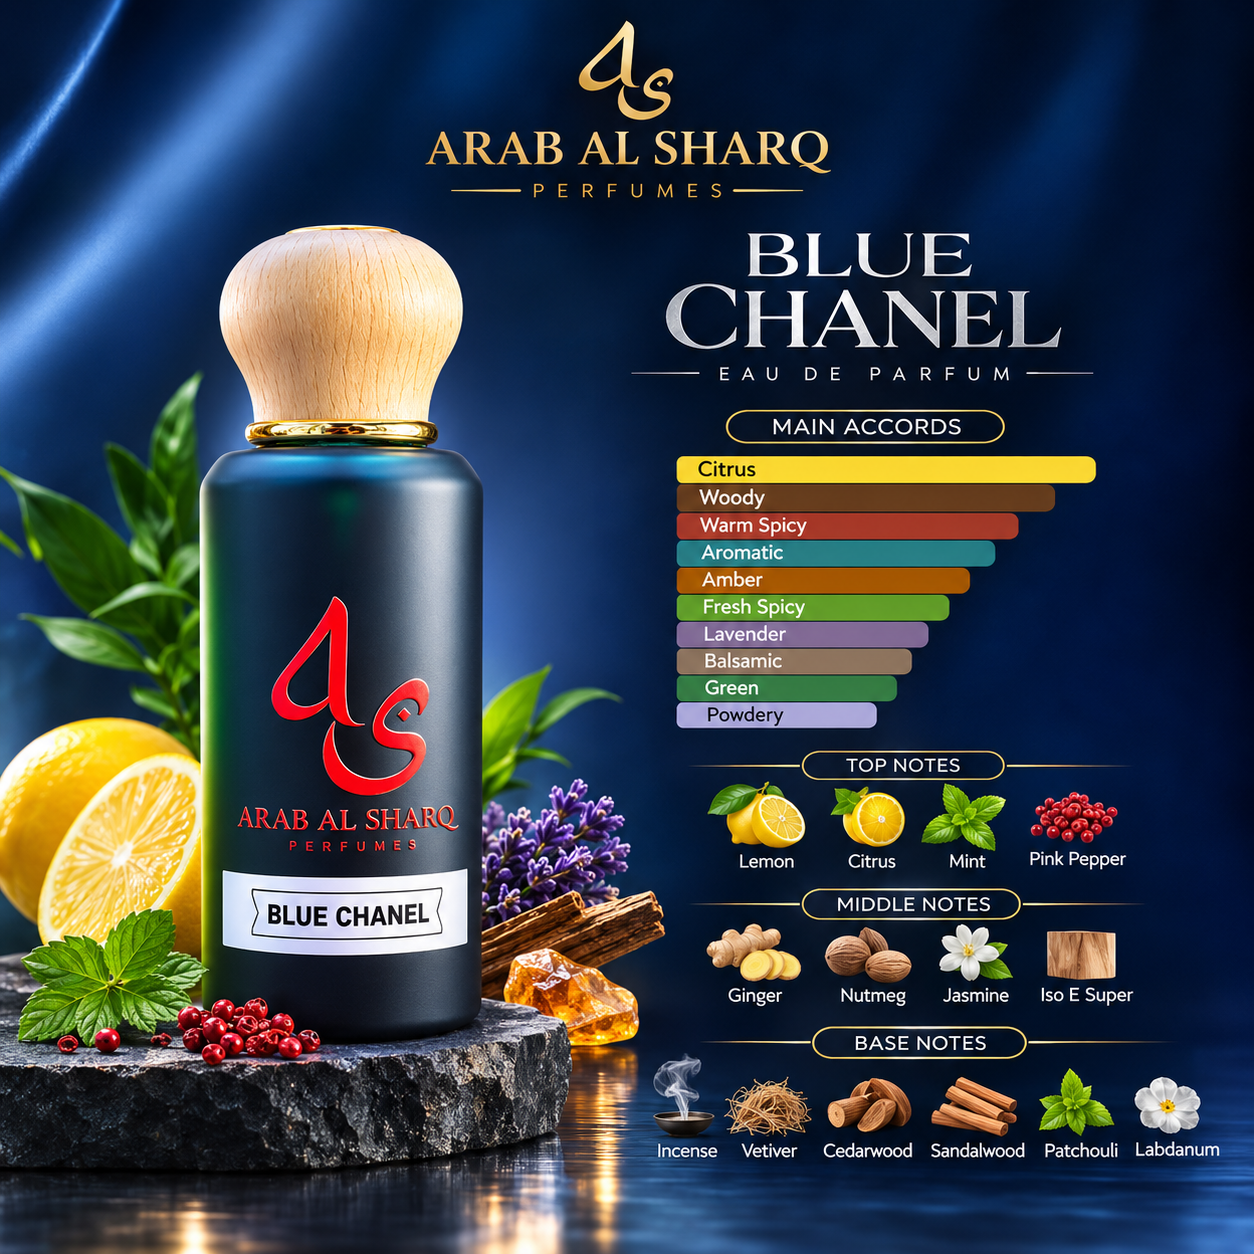 ARAB AL SHARQ
PERFUMES
BLUE
CHANEL
EAU DE PARFUM
MAIN ACCORDS
Citrus
Woody
Warm Spicy
Aromatic
Amber
Fresh Spicy
Lavender
Balsamic
Green
Powdery
ARAB AL SHARQ
PERFUMES
BLUE CHANEL
TOP NOTES
Lemon Citrus Mint Pink Pepper
MIDDLE NOTES
Ginger Nutmeg Jasmine Iso E Super
BASE NOTES
Incense Vetiver Cedarwood Sandalwood Patchouli Labdanum